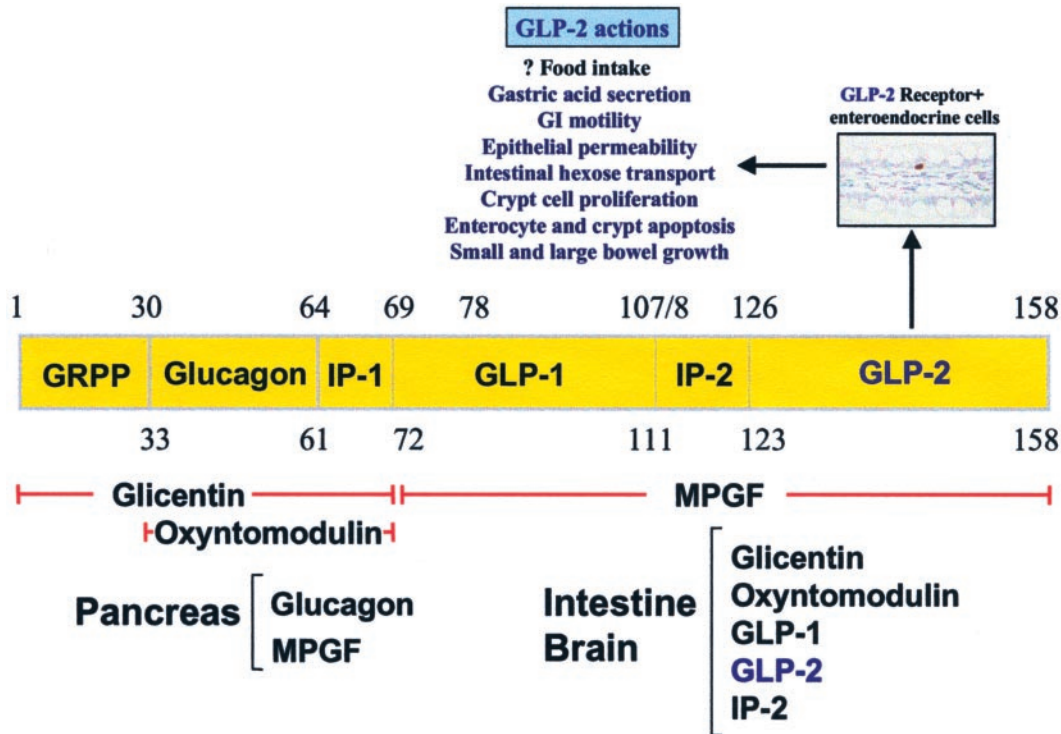 GLP-2 actions
? Food intake
Gastric acid secretion
GI motility
Epithelial permeability
Intestinal hexose transport
Crypt cell proliferation
Enterocyte and crypt apoptosis
Small and large bowel growth
GLP-2 Receptor+
enteroendocrine cells
1 30 64 69 78 107/8 126 158
GRPP Glucagon IP-1 GLP-1 IP-2 GLP-2
33 61 72 111 123 158
Glicentin MPGF
Oxyntomodulin
Pancreas
Glucagon
MPGF
Intestine
Brain
Glicentin
Oxyntomodulin
GLP-1
GLP-2
IP-2